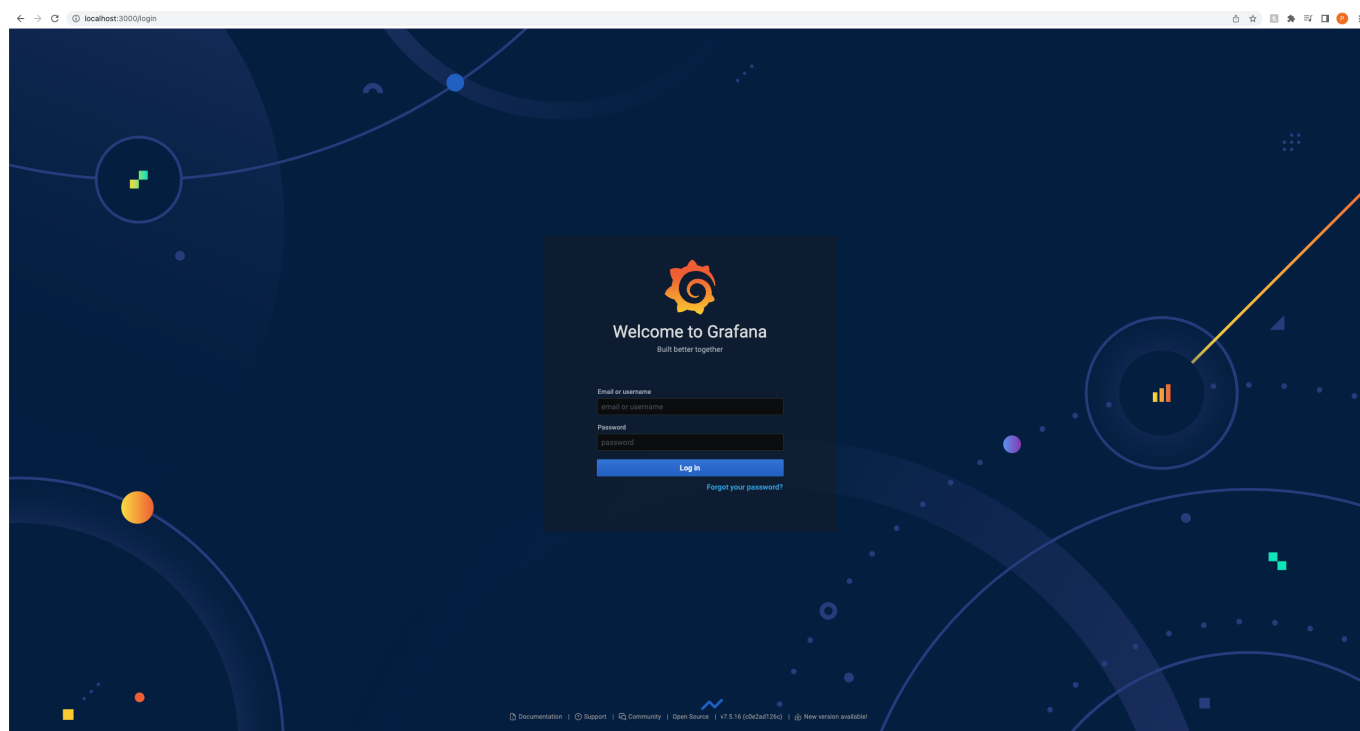 localhost:3000/login
Welcome to Grafana
Built better together
Email or username
email or username
Password
password
Log in
Forgot your password?
Documentation | Support | Community | Open Source | v7.5.16 (c0e2ad126c) | New version available!